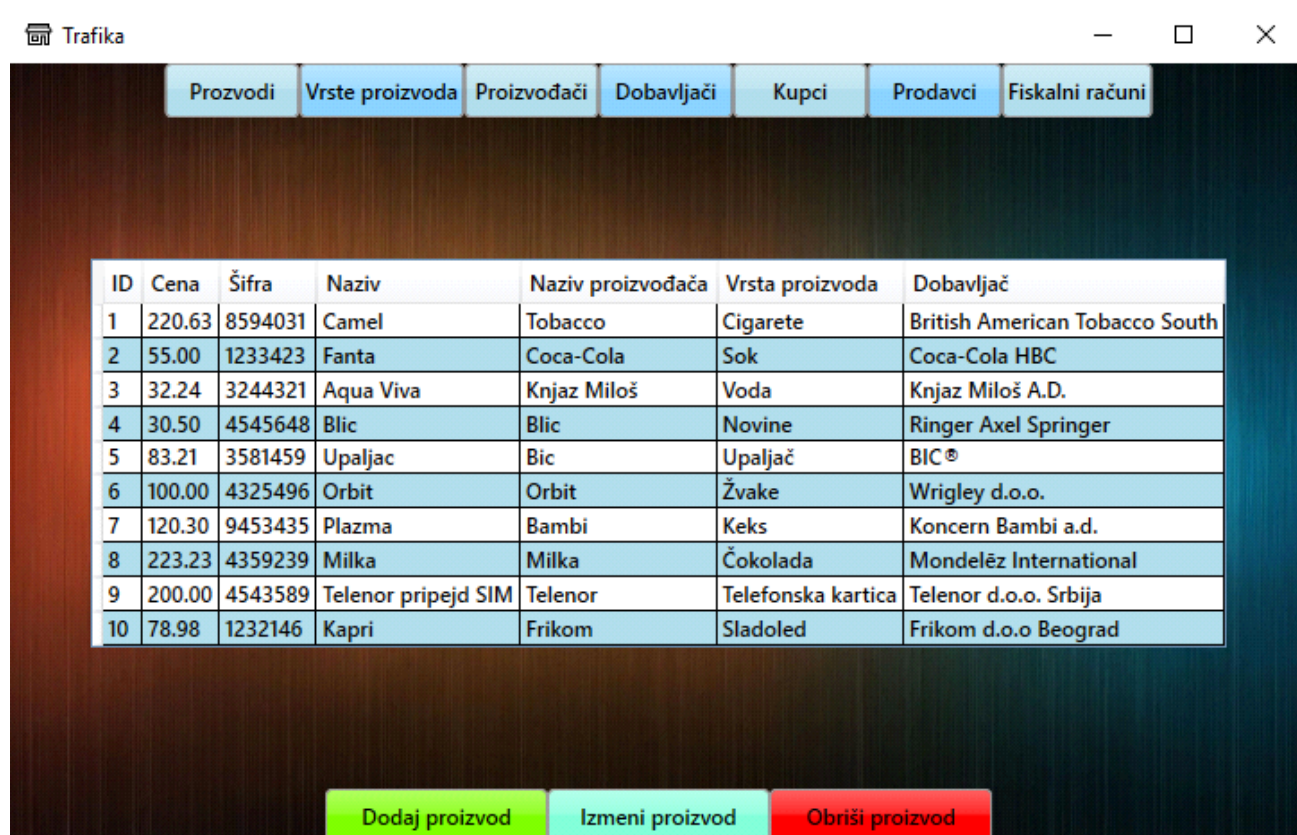 Trafika
Prozvodi Vrste proizvoda Proizvođači Dobavljači Kupci Prodavci Fiskalni računi
ID Cena Šifra Naziv Naziv proizvođača Vrsta proizvoda Dobavljač
1 220.63 8594031 Camel Tobacco Cigarete British American Tobacco South
2 55.00 1233423 Fanta Coca-Cola Sok Coca-Cola HBC
3 32.24 3244321 Aqua Viva Knjaz Miloš Voda Knjaz Miloš A.D.
4 30.50 4545648 Blic Blic Novine Ringer Axel Springer
5 83.21 3581459 Upaljac Bic Upaljač BIC®
6 100.00 4325496 Orbit Orbit Žvake Wrigley d.o.o.
7 120.30 9453435 Plazma Bambi Keks Koncern Bambi a.d.
8 223.23 4359239 Milka Milka Čokolada Mondelēz International
9 200.00 4543589 Telenor pripejd SIM Telenor Telefonska kartica Telenor d.o.o. Srbija
10 78.98 1232146 Kapri Frikom Sladoled Frikom d.o.o Beograd
Dodaj proizvod Izmeni proizvod Obriši proizvod